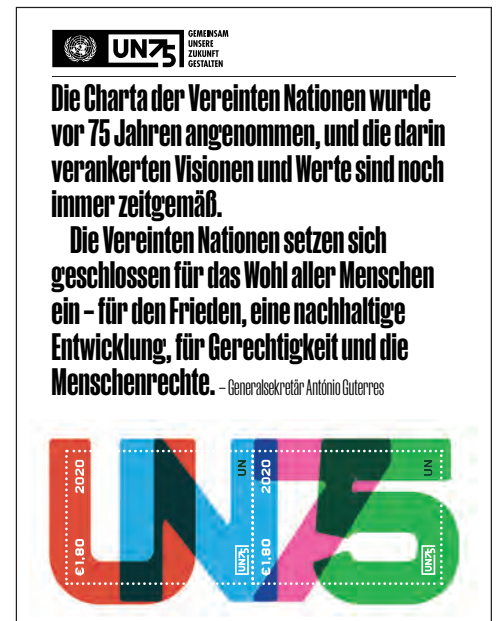 UN75
GEMEINSAM
UNSERE
ZUKUNFT
GESTALTEN
Die Charta der Vereinten Nationen wurde
vor 75 Jahren angenommen, und die darin
verankerten Visionen und Werte sind noch
immer zeitgemäß.
Die Vereinten Nationen setzen sich
geschlossen für das Wohl aller Menschen
ein – für den Frieden, eine nachhaltige
Entwicklung, für Gerechtigkeit und die
Menschenrechte. – Generalsekretär António Guterres
UN75
2020
€1,80
UN
UN75
2020
€1,80
UN
UN75